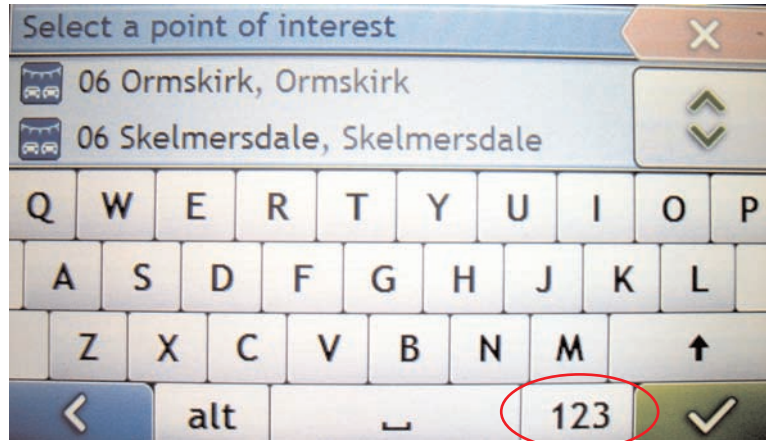 Select a point of interest
06 Ormskirk, Ormskirk
06 Skelmersdale, Skelmersdale
Q W E R T Y U I O P
A S D F G H J K L
Z X C V B N M
alt 123